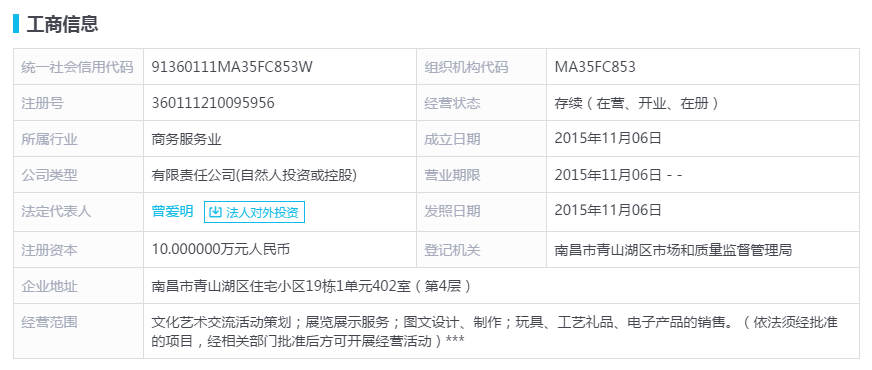 工商信息
统一社会信用代码 91360111MA35FC853W 组织机构代码 MA35FC853
注册号 360111210095956 经营状态 存续（在营、开业、在册）
所属行业 商务服务业 成立日期 2015年11月06日
公司类型 有限责任公司(自然人投资或控股) 营业期限 2015年11月06日 - -
法定代表人 曾爱明 法人对外投资 发照日期 2015年11月06日
注册资本 10.000000万元人民币 登记机关 南昌市青山湖区市场和质量监督管理局
企业地址 南昌市青山湖区住宅小区19栋1单元402室（第4层）
经营范围 文化艺术交流活动策划；展览展示服务；图文设计、制作；玩具、工艺礼品、电子产品的销售。（依法须经批准
的项目，经相关部门批准后方可开展经营活动）***